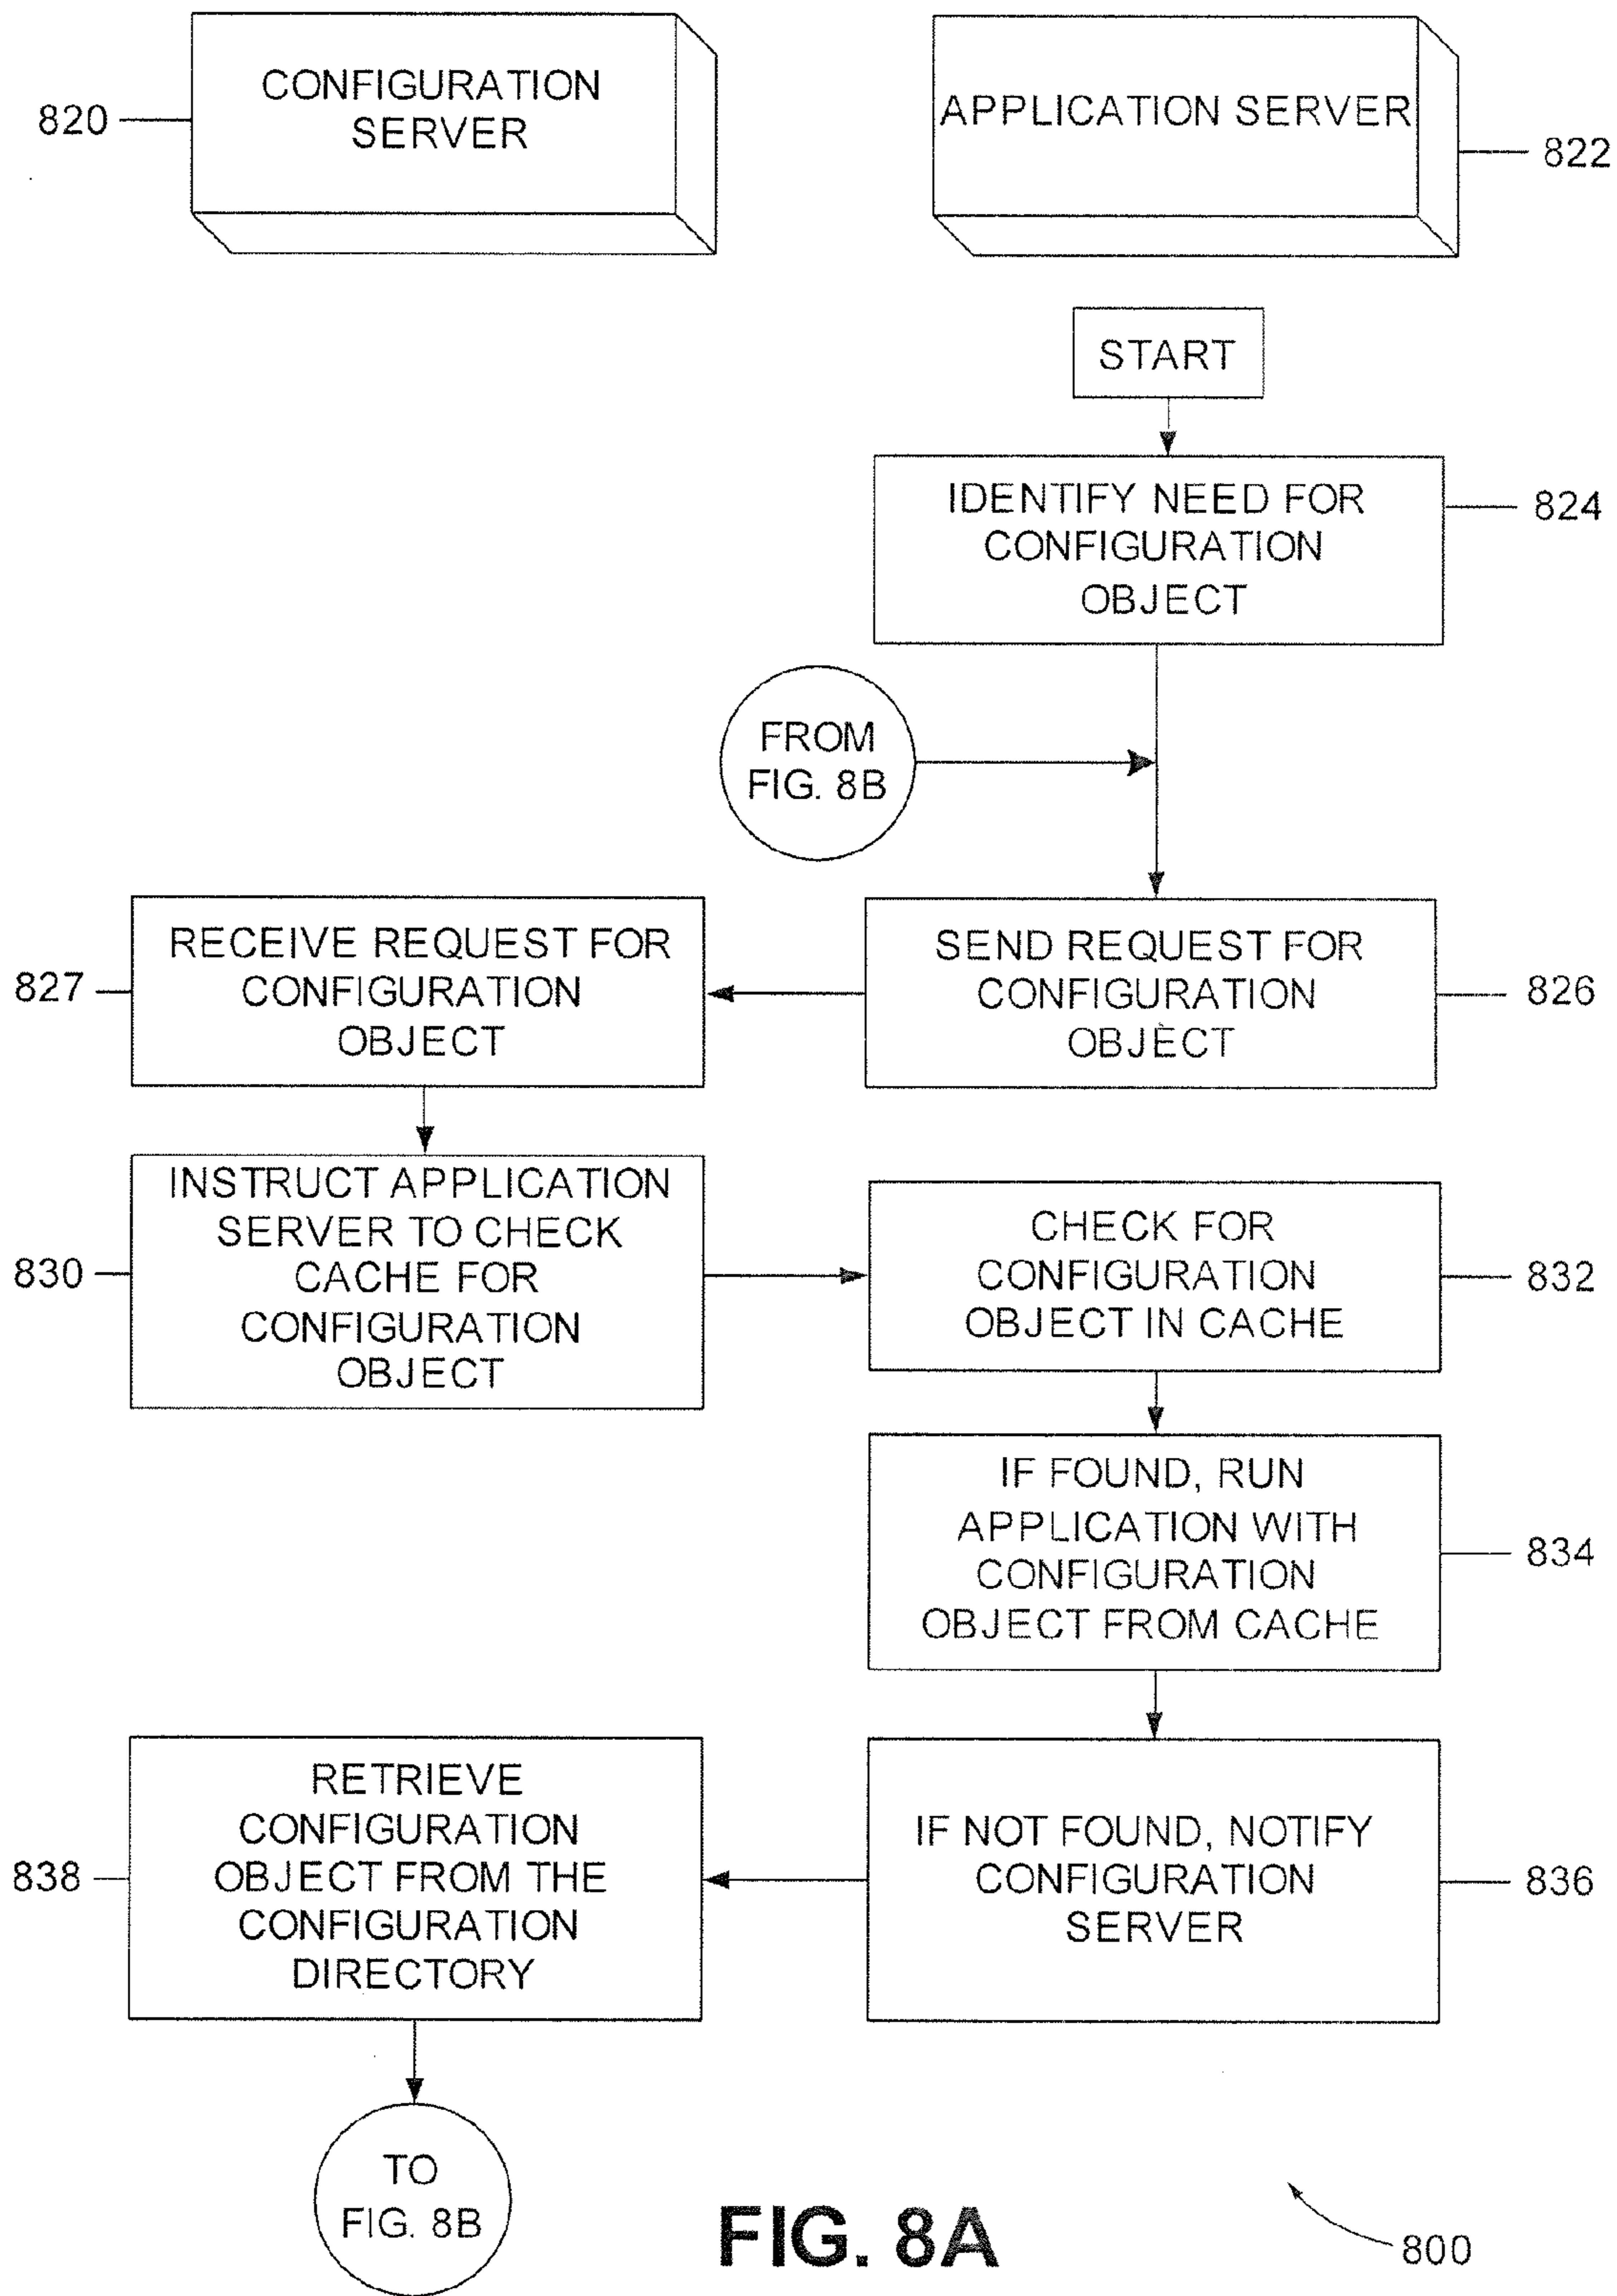 CONFIGURATION
SERVER
820
APPLICATION SERVER
822
START
IDENTIFY NEED FOR
CONFIGURATION
OBJECT
824
FROM
FIG. 8B
RECEIVE REQUEST FOR
CONFIGURATION
OBJECT
827
SEND REQUEST FOR
CONFIGURATION
OBJECT
826
INSTRUCT APPLICATION
SERVER TO CHECK
CACHE FOR
CONFIGURATION
OBJECT
830
CHECK FOR
CONFIGURATION
OBJECT IN CACHE
832
IF FOUND, RUN
APPLICATION WITH
CONFIGURATION
OBJECT FROM CACHE
834
RETRIEVE
CONFIGURATION
OBJECT FROM THE
CONFIGURATION
DIRECTORY
838
IF NOT FOUND, NOTIFY
CONFIGURATION
SERVER
836
TO
FIG. 8B
FIG. 8A
800